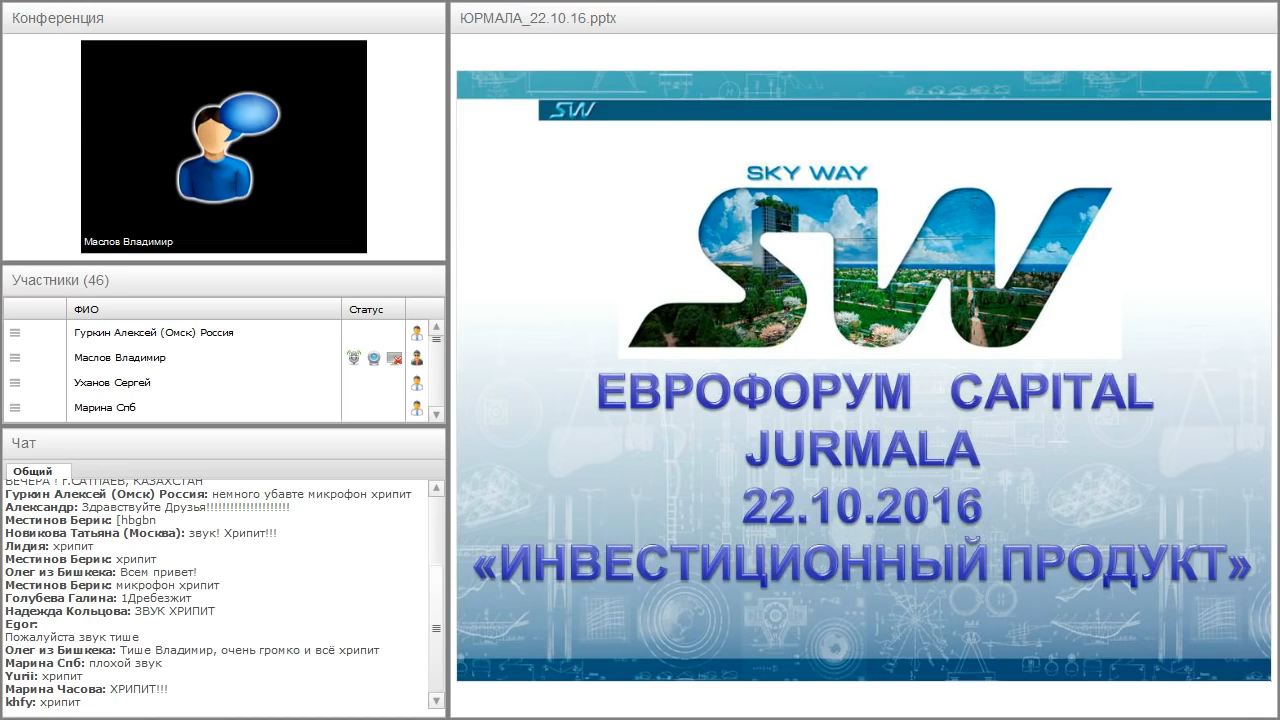 Конференция
Маслов Владимир
Участники (46)
ФИО Статус
Гуркин Алексей (Омск) Россия
Маслов Владимир
Уханов Сергей
Марина Спб
Чат
Общий
ВЕЧЕРА ! г.САТПАЕВ, КАЗАХСТАН
Гуркин Алексей (Омск) Россия: немного убавте микрофон хрипит
Александр: Здравствуйте Друзья!!!!!!!!!!!!!!!!!!!!!
Местинов Берик: [hbgbn
Новикова Татьяна (Москва): звук! Хрипит!!!
Лидия: хрипит
Местинов Берик: хрипит
Олег из Бишкека: Всем привет!
Местинов Берик: микрофон хрипит
Голубева Галина: 1Дребезжит
Надежда Кольцова: ЗВУК ХРИПИТ
Egor:
Пожалуйста звук тише
Олег из Бишкека: Тише Владимир, очень громко и всё хрипит
Марина Спб: плохой звук
Yurii: хрипит
Марина Часова: ХРИПИТ!!!
khfy: хрипит
ЮРМАЛА_22.10.16.pptx
SW
SKY WAY
SW
ЕВРОФОРУМ CAPITAL
JURMALA
22.10.2016
«ИНВЕСТИЦИОННЫЙ ПРОДУКТ»